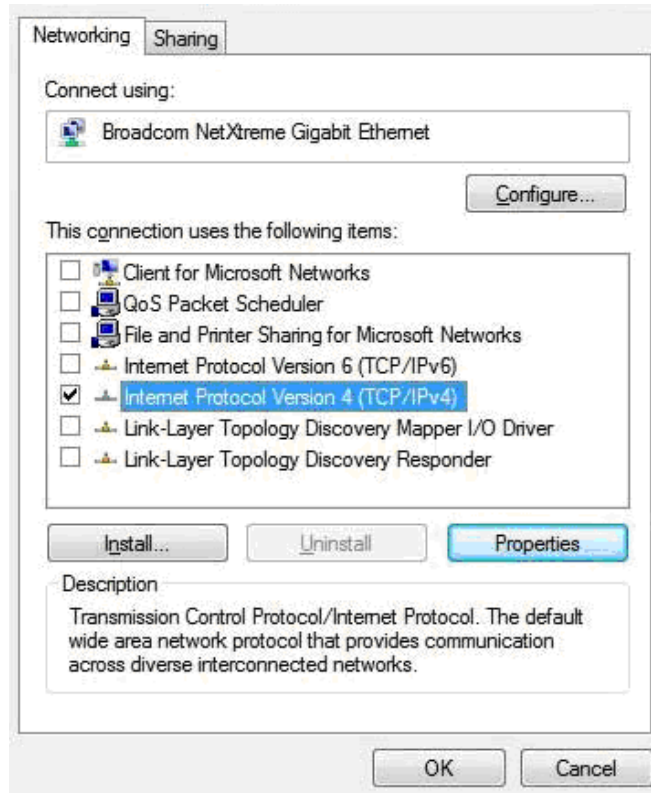 Networking
Sharing
Connect using:
Broadcom NetXtreme Gigabit Ethernet
Configure...
This connection uses the following items:
Client for Microsoft Networks
QoS Packet Scheduler
File and Printer Sharing for Microsoft Networks
Internet Protocol Version 6 (TCP/IPv6)
Internet Protocol Version 4 (TCP/IPv4)
Link-Layer Topology Discovery Mapper I/O Driver
Link-Layer Topology Discovery Responder
Install...
Uninstall
Properties
Description
Transmission Control Protocol/Internet Protocol. The default
wide area network protocol that provides communication
across diverse interconnected networks.
OK
Cancel